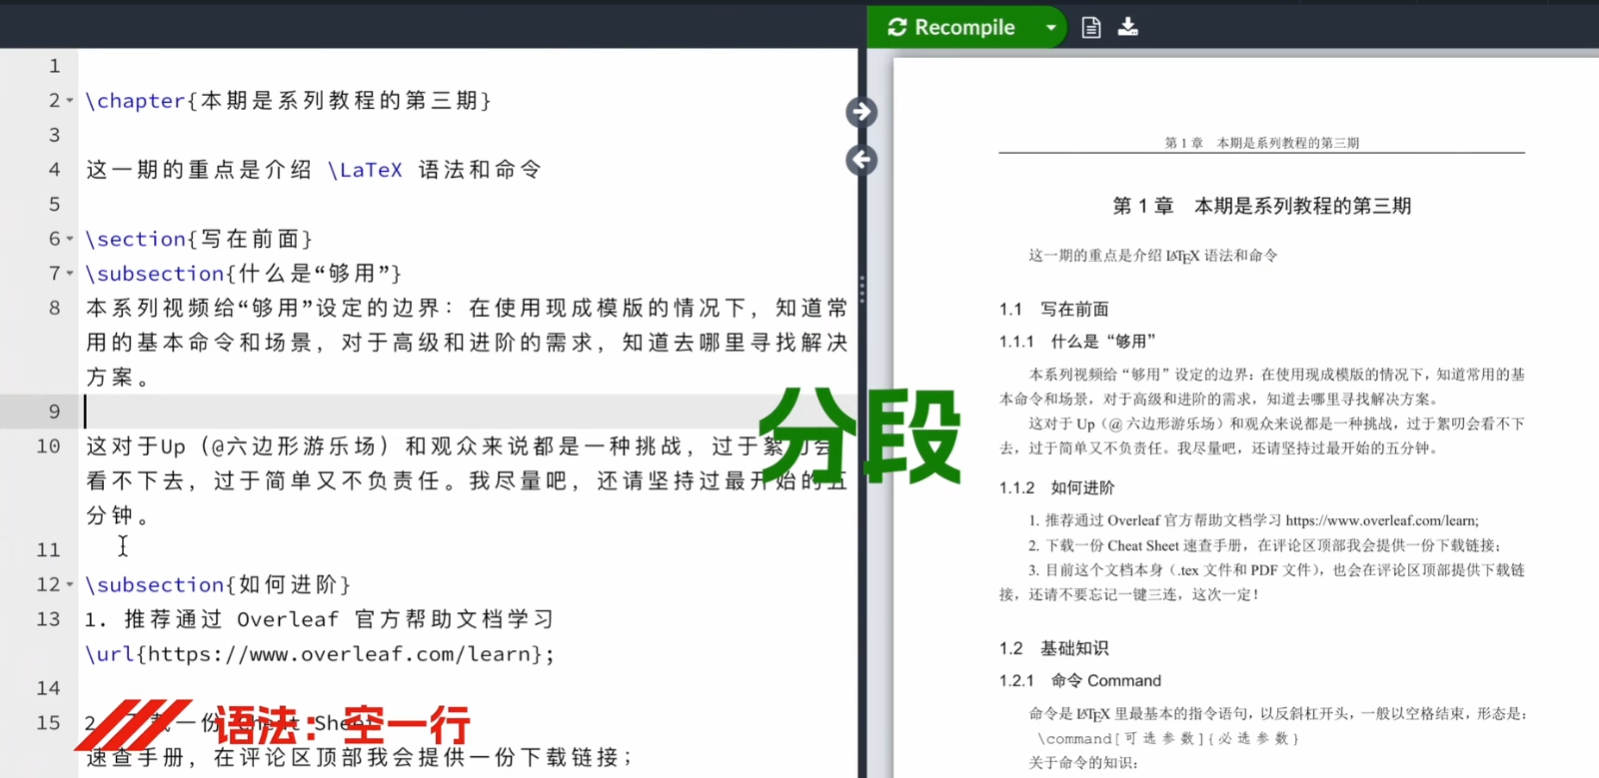 Recompile
1
2 \chapter{本期是系列教程的第三期}
3
4 这一期的重点是介绍 \LaTeX 语法和命令
5
6 \section{写在前面}
7 \subsection{什么是“够用”}
8 本系列视频给“够用”设定的边界：在使用现成模版的情况下，知道常
用的基本命令和场景，对于高级和进阶的需求，知道去哪里寻找解决
方案。
9
10 这对于Up（@六边形游乐场）和观众来说都是一种挑战，过于絮叨会
看不下去，过于简单又不负责任。我尽量吧，还请坚持过最开始的五
分钟。
11
12 \subsection{如何进阶}
13 1. 推荐通过 Overleaf 官方帮助文档学习
\url{https://www.overleaf.com/learn};
14
15 2. 下载一份 Cheat Sheet
速查手册，在评论区顶部我会提供一份下载链接；
分段
语法：空一行
第 1 章 本期是系列教程的第三期
第 1 章 本期是系列教程的第三期
这一期的重点是介绍 LATEX 语法和命令
1.1 写在前面
1.1.1 什么是“够用”
本系列视频给“够用”设定的边界：在使用现成模版的情况下，知道常用的基
本命令和场景，对于高级和进阶的需求，知道去哪里寻找解决方案。
这对于 Up（@ 六边形游乐场）和观众来说都是一种挑战，过于絮叨会看不下
去，过于简单又不负责任。我尽量吧，还请坚持过最开始的五分钟。
1.1.2 如何进阶
1. 推荐通过 Overleaf 官方帮助文档学习 https://www.overleaf.com/learn;
2. 下载一份 Cheat Sheet 速查手册，在评论区顶部我会提供一份下载链接；
3. 目前这个文档本身（.tex 文件和 PDF 文件），也会在评论区顶部提供下载链
接，还请不要忘记一键三连，这次一定！
1.2 基础知识
1.2.1 命令 Command
命令是 LATEX 里最基本的指令语句，以反斜杠开头，一般以空格结束，形态是：
\command[可选参数]{必选参数}
关于命令的知识：